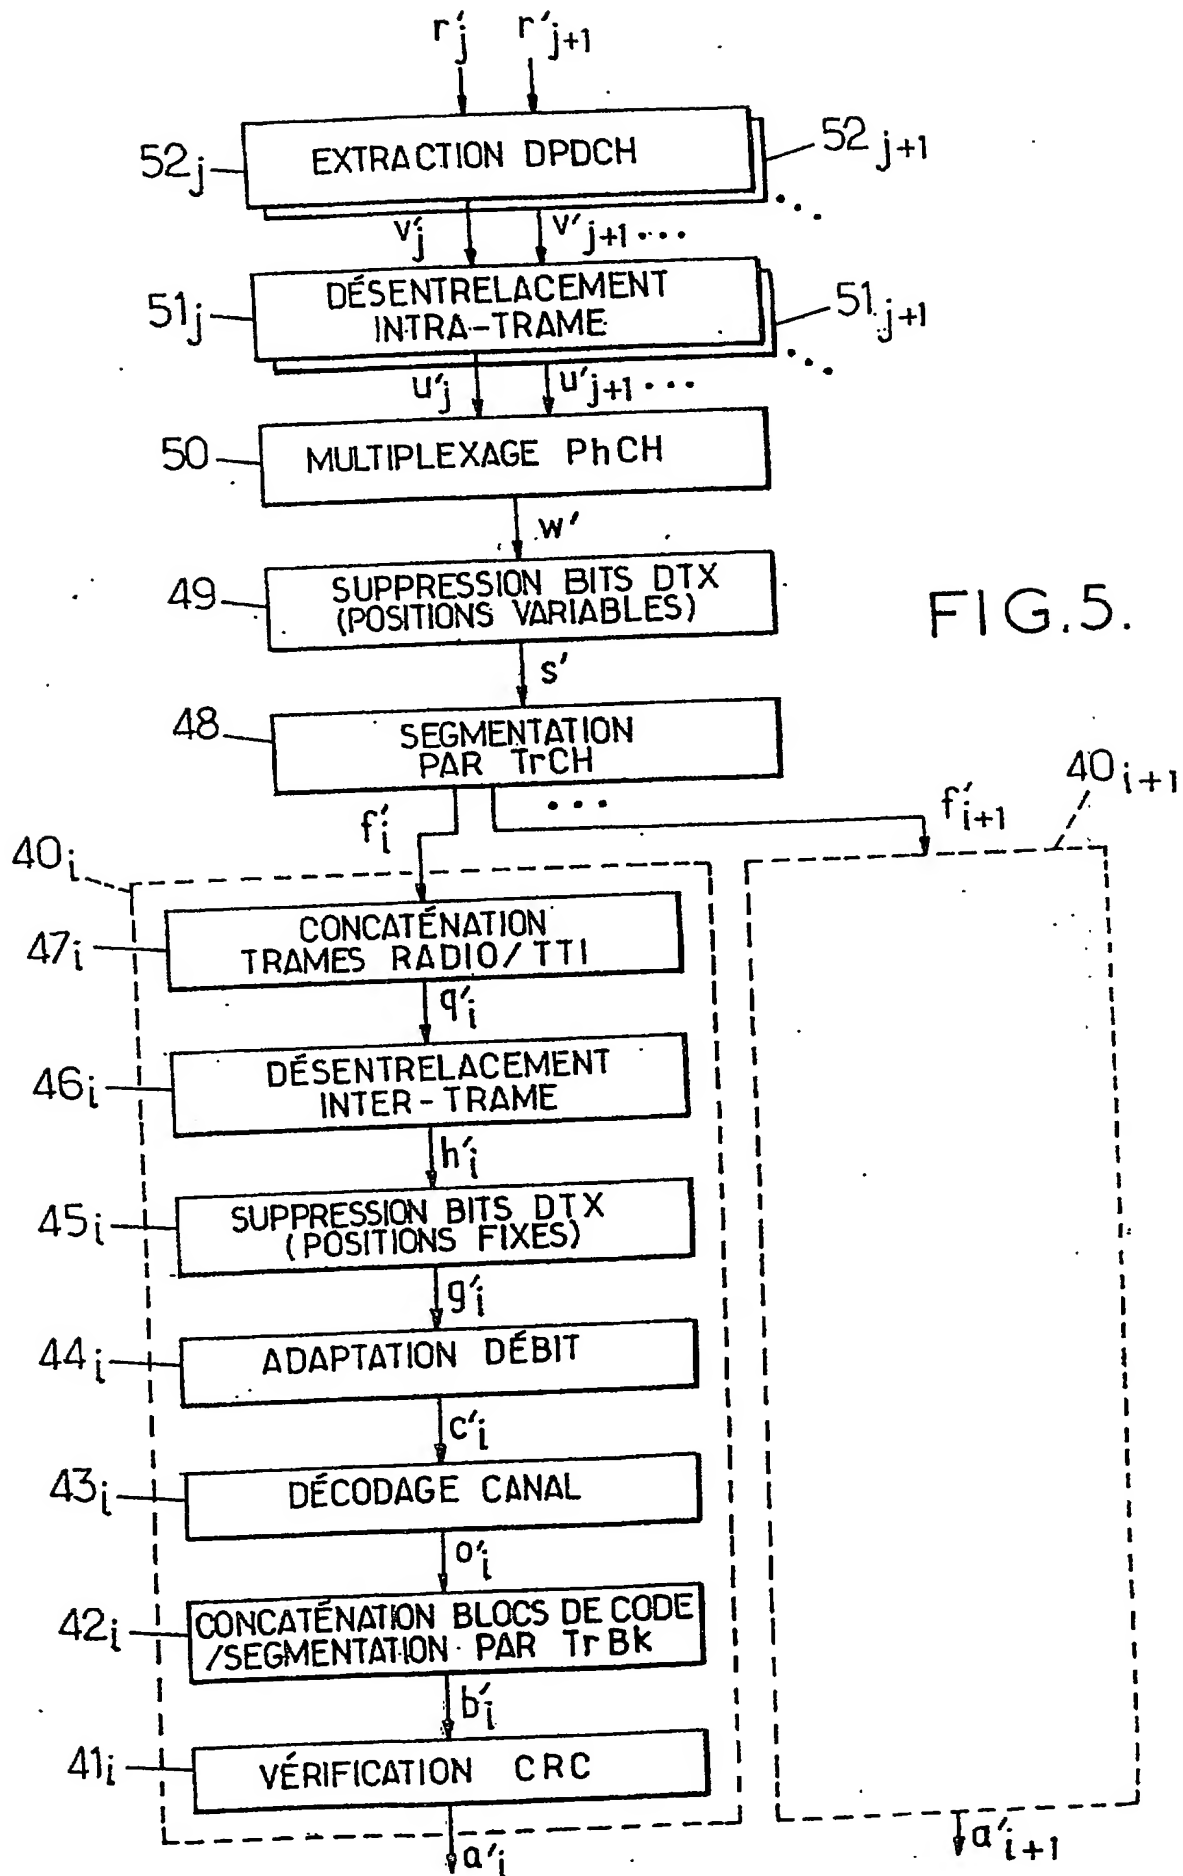 r'j r'j+1
52j EXTRACTION DPDCH 52j+1
v'j v'j+1 ...
51j DÉSENTRELACEMENT
INTRA-TRAME 51j+1
u'j u'j+1 ...
50 MULTIPLEXAGE PhCH
w'
49 SUPPRESSION BITS DTX
(POSITIONS VARIABLES)
FIG.5.
s'
48 SEGMENTATION
PAR TrCH
...
f'i f'i+1 40i+1
40i
47i CONCATÉNATION
TRAMES RADIO/TTI
q'i
46i DÉSENTRELACEMENT
INTER-TRAME
h'i
45i SUPPRESSION BITS DTX
(POSITIONS FIXES)
g'i
44i ADAPTATION DÉBIT
c'i
43i DÉCODAGE CANAL
o'i
42i CONCATÉNATION BLOCS DE CODE
/SEGMENTATION PAR TrBk
b'i
41i VÉRIFICATION CRC
a'i a'i+1